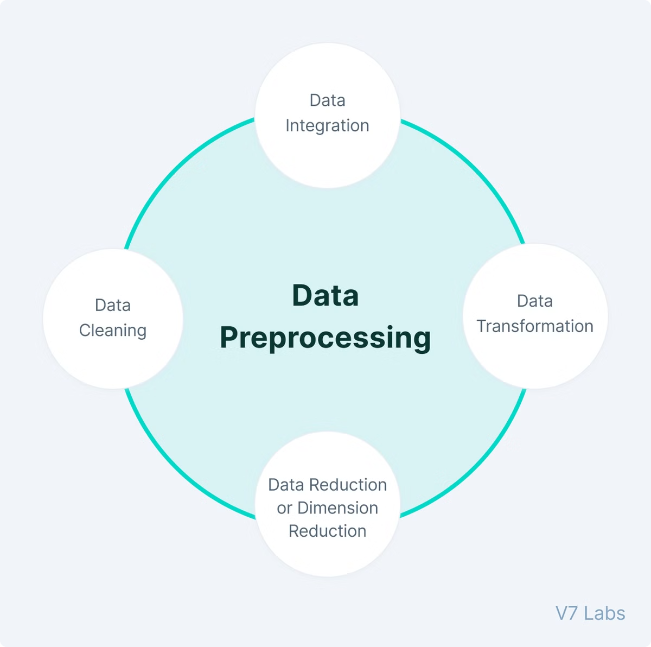 Data
Integration
Data
Cleaning
Data
Preprocessing
Data
Transformation
Data Reduction
or Dimension
Reduction
V7 Labs